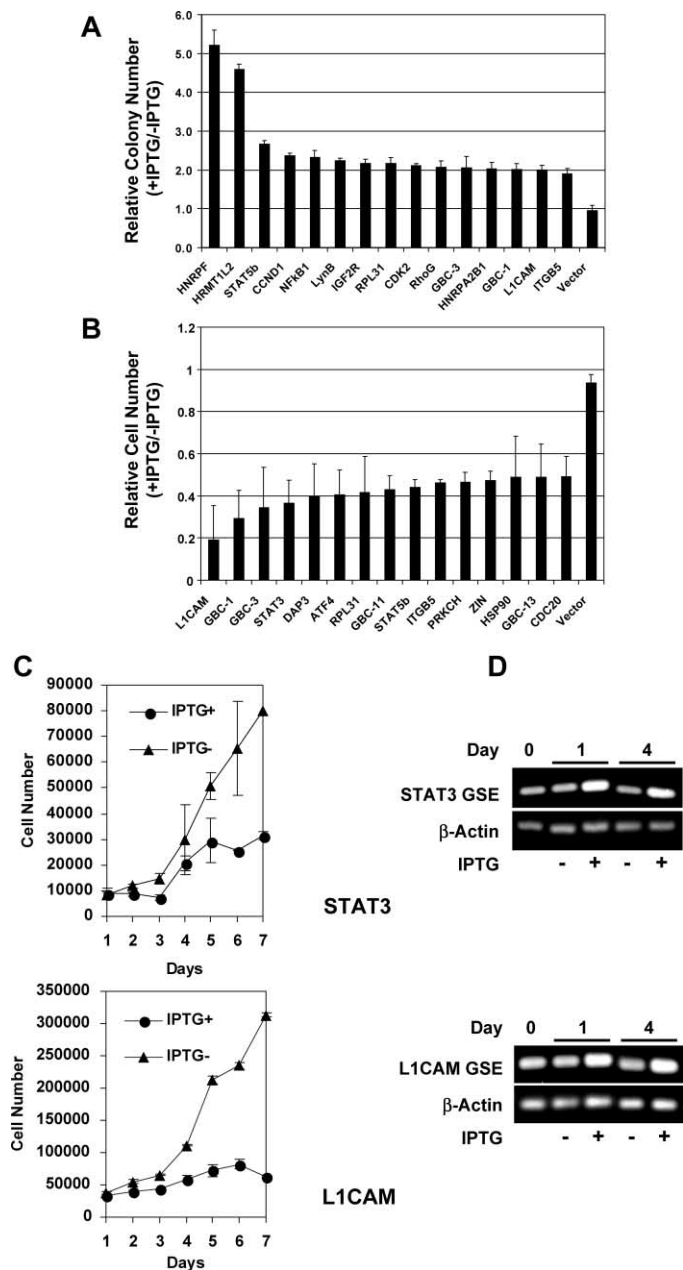 A
Relative Colony Number
(+IPTG/-IPTG)
6.0
5.0
4.0
3.0
2.0
1.0
0.0
HNRPF
HRMT1L2
STAT5b
CCND1
NFkB1
LynB
IGF2R
RPL31
CDK2
RhoG
GBC-3
HNRPA2B1
GBC-1
L1CAM
ITGB5
Vector
B
Relative Cell Number
(+IPTG/-IPTG)
1.2
1
0.8
0.6
0.4
0.2
0
L1CAM
GBC-1
GBC-3
STAT3
DAP3
ATF4
RPL31
GBC-11
STAT5b
ITGB5
PRKCH
ZIN
HSP90
GBC-13
CDC20
Vector
C
Cell Number
90000
80000
70000
60000
50000
40000
30000
20000
10000
0
IPTG+
IPTG-
1 2 3 4 5 6 7
Days
STAT3
D
Day 0 1 4
STAT3 GSE
β-Actin
IPTG - + - +
Cell Number
350000
300000
250000
200000
150000
100000
50000
0
IPTG+
IPTG-
1 2 3 4 5 6 7
Days
L1CAM
Day 0 1 4
L1CAM GSE
β-Actin
IPTG - + - +